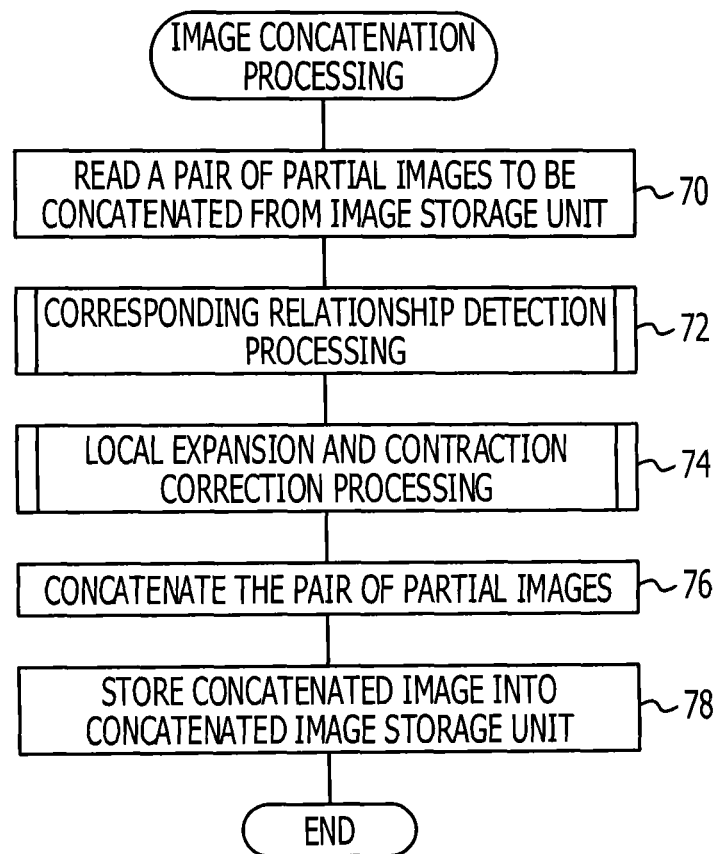 IMAGE CONCATENATION
PROCESSING
READ A PAIR OF PARTIAL IMAGES TO BE
CONCATENATED FROM IMAGE STORAGE UNIT
70
CORRESPONDING RELATIONSHIP DETECTION
PROCESSING
72
LOCAL EXPANSION AND CONTRACTION
CORRECTION PROCESSING
74
CONCATENATE THE PAIR OF PARTIAL IMAGES
76
STORE CONCATENATED IMAGE INTO
CONCATENATED IMAGE STORAGE UNIT
78
END